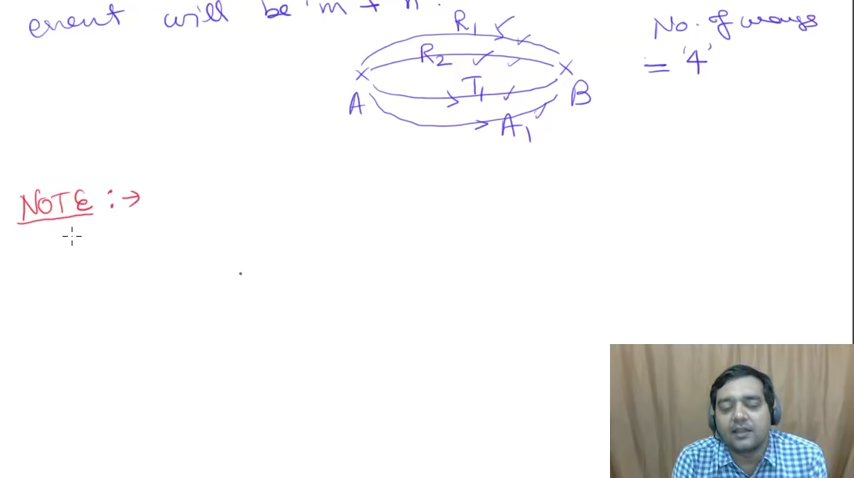 event will be 'm + n'.
R1
R2
T1
A1
A
B
No. of ways
= '4'
NOTE :→